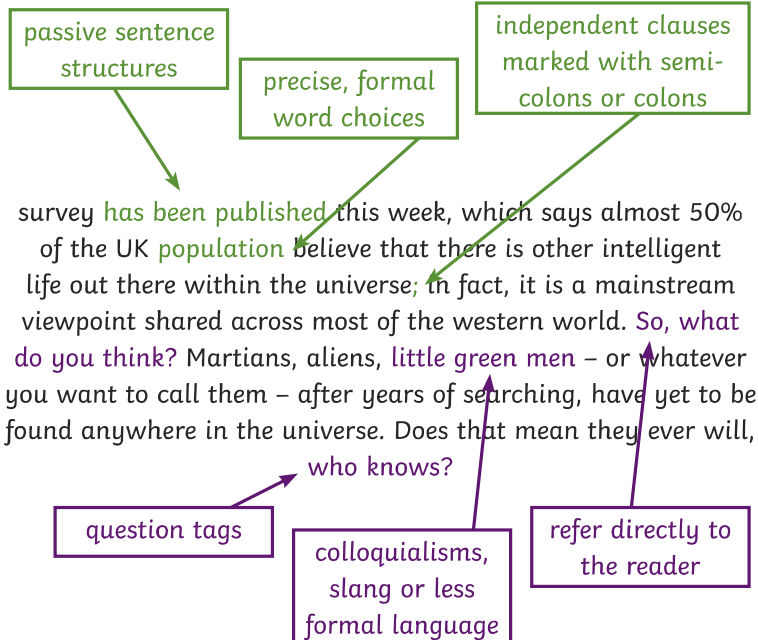 passive sentence
structures
precise, formal
word choices
independent clauses
marked with semi-
colons or colons
survey has been published this week, which says almost 50%
of the UK population believe that there is other intelligent
life out there within the universe; in fact, it is a mainstream
viewpoint shared across most of the western world. So, what
do you think? Martians, aliens, little green men – or whatever
you want to call them – after years of searching, have yet to be
found anywhere in the universe. Does that mean they ever will,
who knows?
question tags
colloquialisms,
slang or less
formal language
refer directly to
the reader